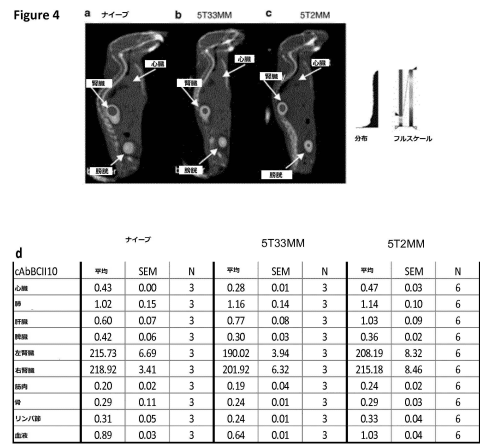 Figure 4
a ナイーブ b 5T33MM c 5T2MM
心臓 心臓 心臓
腎臓 腎臓 腎臓
膀胱 膀胱 膀胱
分布 フルスケール
d
ナイーブ 5T33MM 5T2MM
cAbBCII10 平均 SEM N 平均 SEM N 平均 SEM N
心臓 0.43 0.00 3 0.28 0.01 3 0.47 0.03 6
肺 1.02 0.15 3 1.16 0.14 3 1.14 0.10 6
肝臓 0.60 0.07 3 0.77 0.08 3 1.03 0.09 6
脾臓 0.42 0.06 3 0.30 0.03 3 0.36 0.02 6
左腎臓 215.73 6.69 3 190.02 3.94 3 208.19 8.32 6
右腎臓 218.92 3.41 3 201.92 6.32 3 215.18 8.46 6
筋肉 0.20 0.02 3 0.19 0.04 3 0.24 0.02 6
骨 0.29 0.11 3 0.24 0.01 3 0.29 0.03 6
リンパ節 0.31 0.05 3 0.24 0.01 3 0.33 0.04 6
血液 0.89 0.03 3 0.64 0.01 3 1.03 0.04 6